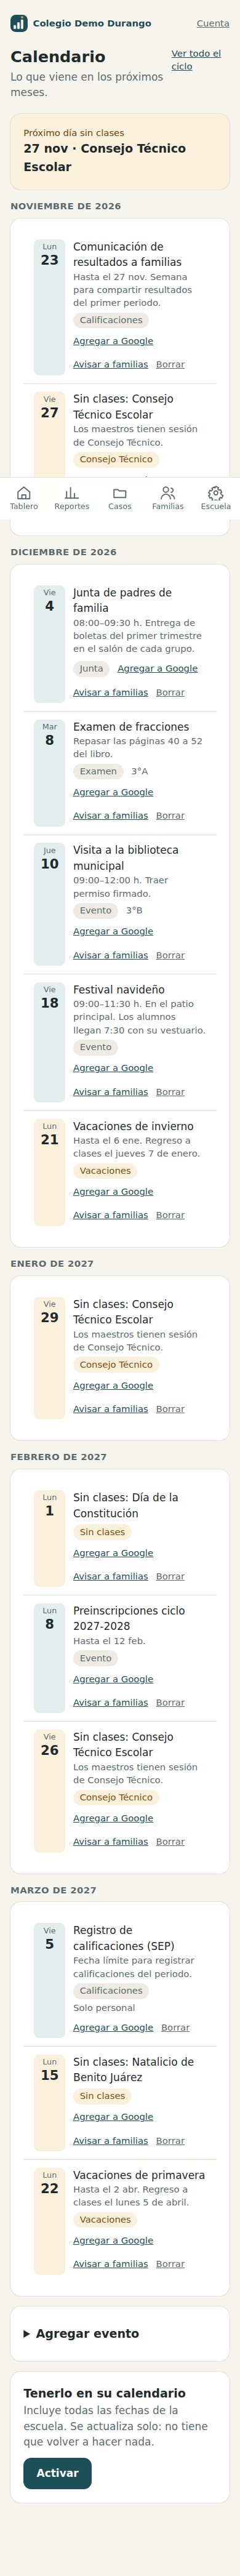 Colegio Demo Durango Cuenta
Calendario
Ver todo el
ciclo
Lo que viene en los próximos
meses.
Próximo día sin clases
27 nov · Consejo Técnico
Escolar
NOVIEMBRE DE 2026
Lun
23
Comunicación de
resultados a familias
Hasta el 27 nov. Semana
para compartir resultados
del primer periodo.
Calificaciones
Agregar a Google
Avisar a familias Borrar
Vie
27
Sin clases: Consejo
Técnico Escolar
Los maestros tienen sesión
de Consejo Técnico.
Consejo Técnico
Tablero Reportes Casos Familias Escuela
DICIEMBRE DE 2026
Vie
4
Junta de padres de
familia
08:00–09:30 h. Entrega de
boletas del primer trimestre
en el salón de cada grupo.
Junta Agregar a Google
Avisar a familias Borrar
Mar
8
Examen de fracciones
Repasar las páginas 40 a 52
del libro.
Examen 3°A
Agregar a Google
Avisar a familias Borrar
Jue
10
Visita a la biblioteca
municipal
09:00–12:00 h. Traer
permiso firmado.
Evento 3°B
Agregar a Google
Avisar a familias Borrar
Vie
18
Festival navideño
09:00–11:30 h. En el patio
principal. Los alumnos
llegan 7:30 con su vestuario.
Evento
Agregar a Google
Avisar a familias Borrar
Lun
21
Vacaciones de invierno
Hasta el 6 ene. Regreso a
clases el jueves 7 de enero.
Vacaciones
Agregar a Google
Avisar a familias Borrar
ENERO DE 2027
Vie
29
Sin clases: Consejo
Técnico Escolar
Los maestros tienen sesión
de Consejo Técnico.
Consejo Técnico
Agregar a Google
Avisar a familias Borrar
FEBRERO DE 2027
Lun
1
Sin clases: Día de la
Constitución
Sin clases
Agregar a Google
Avisar a familias Borrar
Lun
8
Preinscripciones ciclo
2027-2028
Hasta el 12 feb.
Evento
Agregar a Google
Avisar a familias Borrar
Vie
26
Sin clases: Consejo
Técnico Escolar
Los maestros tienen sesión
de Consejo Técnico.
Consejo Técnico
Agregar a Google
Avisar a familias Borrar
MARZO DE 2027
Vie
5
Registro de
calificaciones (SEP)
Fecha límite para registrar
calificaciones del periodo.
Calificaciones
Solo personal
Agregar a Google Borrar
Lun
15
Sin clases: Natalicio de
Benito Juárez
Sin clases
Agregar a Google
Avisar a familias Borrar
Lun
22
Vacaciones de primavera
Hasta el 2 abr. Regreso a
clases el lunes 5 de abril.
Vacaciones
Agregar a Google
Avisar a familias Borrar
Agregar evento
Tenerlo en su calendario
Incluye todas las fechas de la
escuela. Se actualiza solo: no tiene
que volver a hacer nada.
Activar